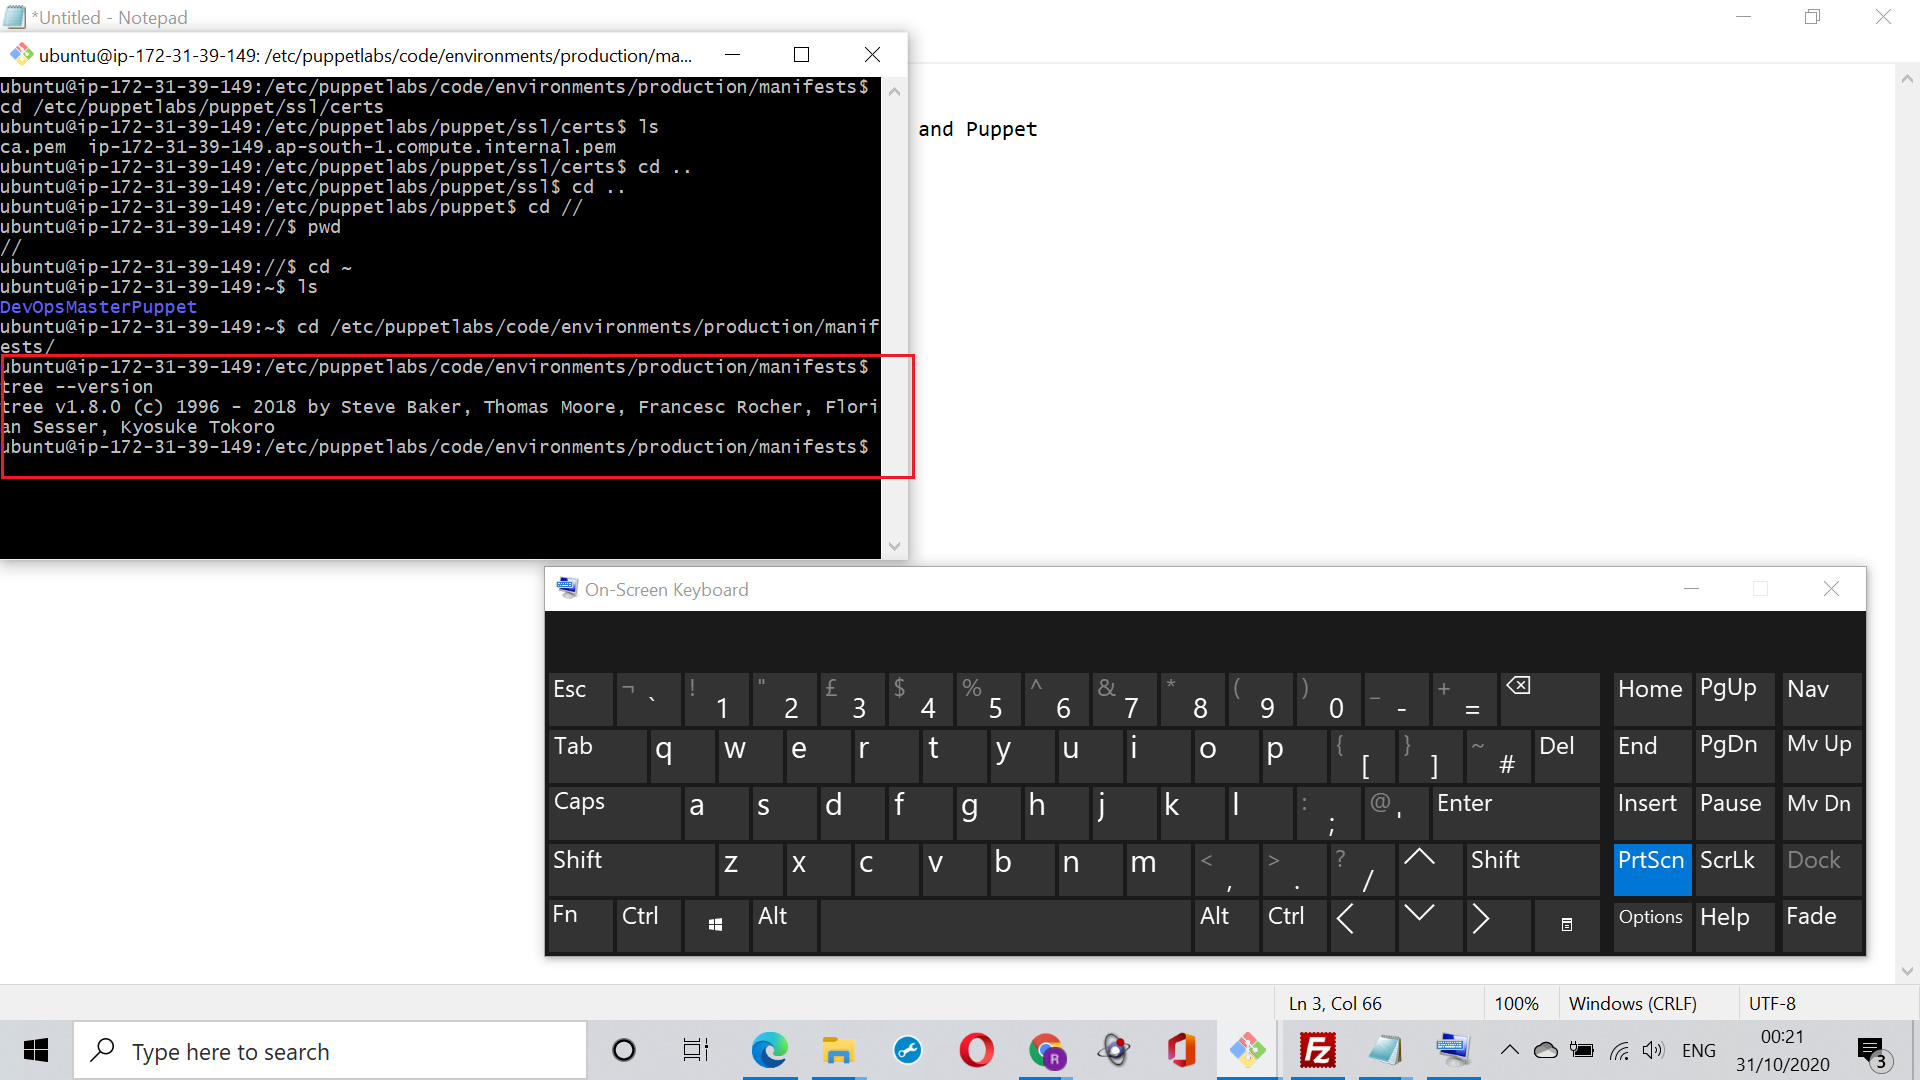 *Untitled - Notepad
ubuntu@ip-172-31-39-149: /etc/puppetlabs/code/environments/production/ma...
ubuntu@ip-172-31-39-149:/etc/puppetlabs/code/environments/production/manifests$
cd /etc/puppetlabs/puppet/ssl/certs
ubuntu@ip-172-31-39-149:/etc/puppetlabs/puppet/ssl/certs$ ls
ca.pem  ip-172-31-39-149.ap-south-1.compute.internal.pem
ubuntu@ip-172-31-39-149:/etc/puppetlabs/puppet/ssl/certs$ cd ..
ubuntu@ip-172-31-39-149:/etc/puppetlabs/puppet/ssl$ cd ..
ubuntu@ip-172-31-39-149:/etc/puppetlabs/puppet$ cd //
ubuntu@ip-172-31-39-149://$ pwd
//
ubuntu@ip-172-31-39-149://$ cd ~
ubuntu@ip-172-31-39-149:~$ ls
DevOpsMasterPuppet
ubuntu@ip-172-31-39-149:~$ cd /etc/puppetlabs/code/environments/production/manif
ests/
ubuntu@ip-172-31-39-149:/etc/puppetlabs/code/environments/production/manifests$
tree --version
tree v1.8.0 (c) 1996 - 2018 by Steve Baker, Thomas Moore, Francesc Rocher, Flori
an Sesser, Kyosuke Tokoro
ubuntu@ip-172-31-39-149:/etc/puppetlabs/code/environments/production/manifests$
and Puppet
On-Screen Keyboard
Esc ¬ ` ! 1 " 2 £ 3 $ 4 % 5 ^ 6 & 7 * 8 ( 9 ) 0 _ - + = Home PgUp Nav
Tab q w e r t y u i o p { [ } ] ~ # Del End PgDn Mv Up
Caps a s d f g h j k l : ; @ ' Enter Insert Pause Mv Dn
Shift z x c v b n m < , > . ? / Shift PrtScn ScrLk Dock
Fn Ctrl Alt Alt Ctrl Options Help Fade
Ln 3, Col 66 100% Windows (CRLF) UTF-8
Type here to search
R
Fz
ENG
00:21
31/10/2020
3